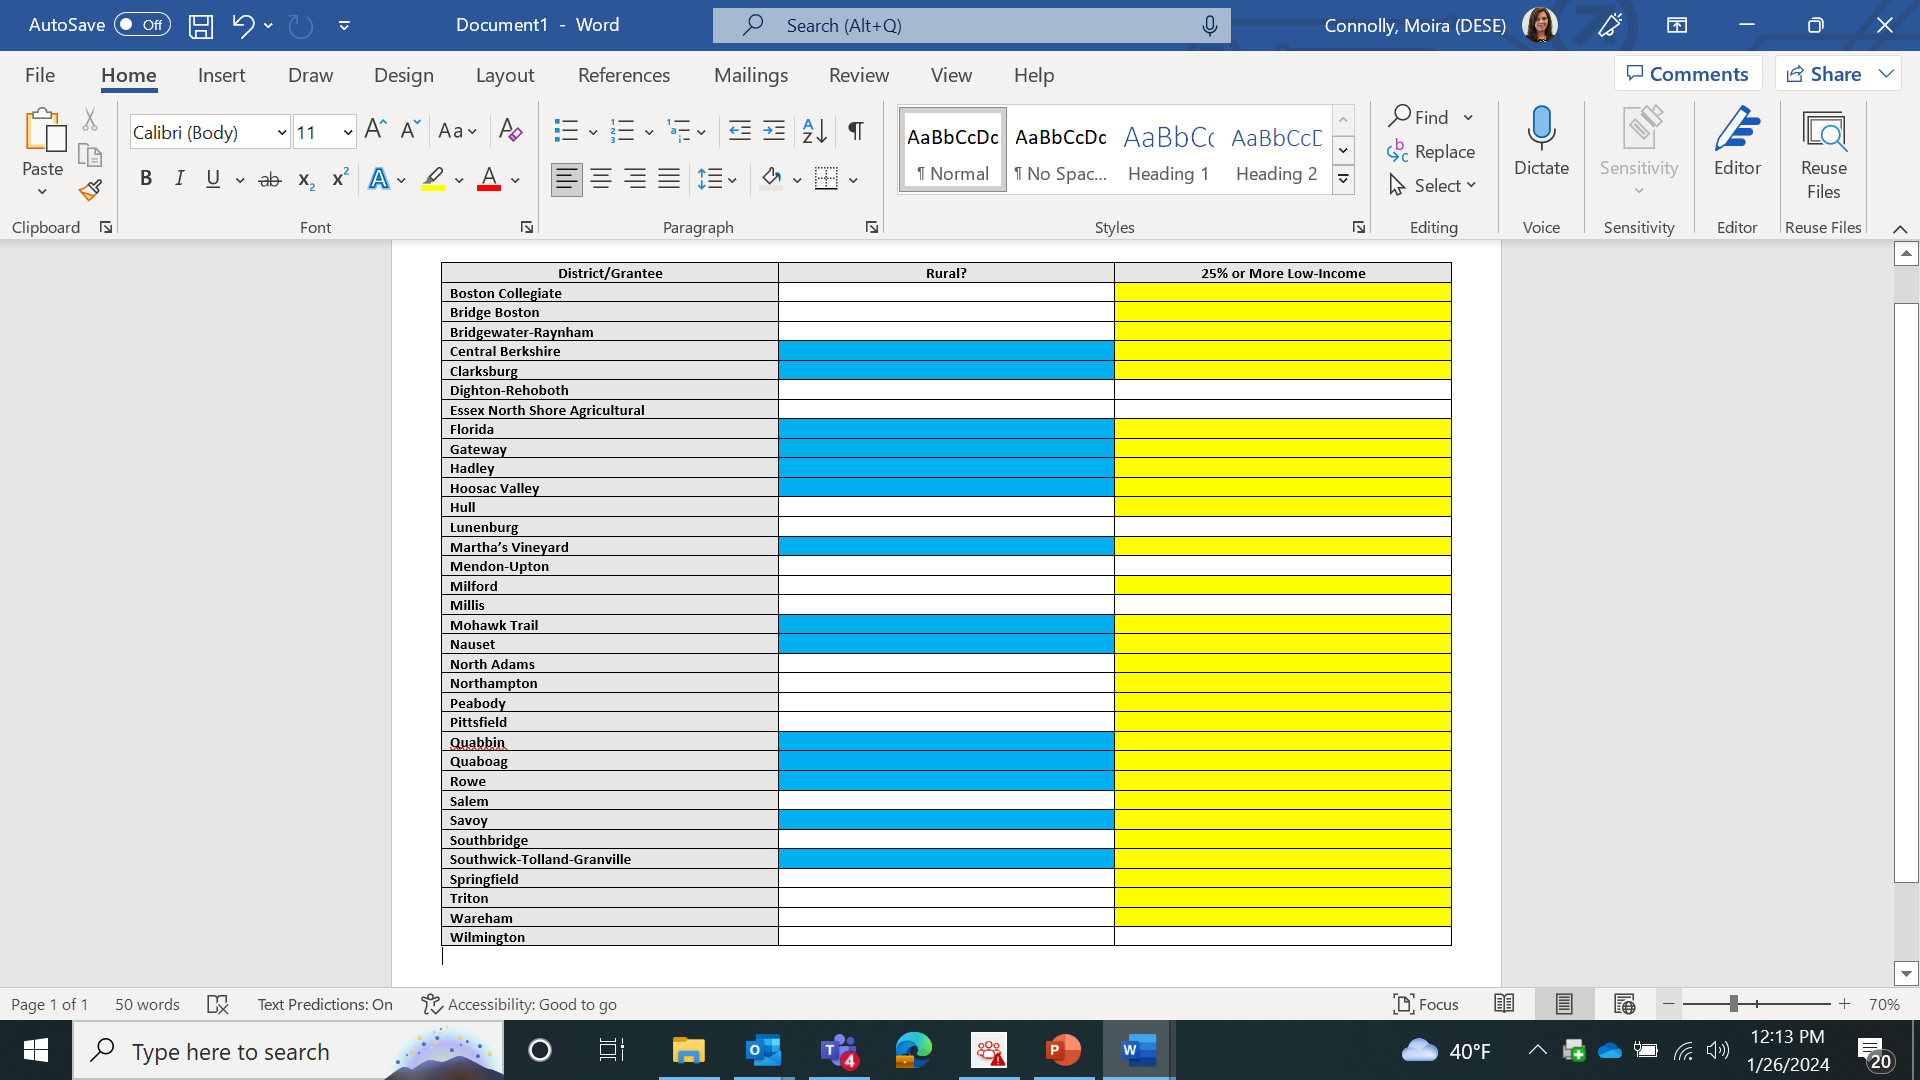 AutoSave Off Document1 - Word Search (Alt+Q) Connolly, Moira (DESE)
File Home Insert Draw Design Layout References Mailings Review View Help Comments Share
Paste Calibri (Body) 11 Aa AaBbCcDc AaBbCcDc AaBbC AaBbCcD Find Replace Select Dictate Sensitivity Editor Reuse Files
B I U ab x₂ x² A A ¶ Normal ¶ No Spac... Heading 1 Heading 2
Clipboard Font Paragraph Styles Editing Voice Sensitivity Editor Reuse Files
District/Grantee Rural? 25% or More Low-Income
Boston Collegiate
Bridge Boston
Bridgewater-Raynham
Central Berkshire
Clarksburg
Dighton-Rehoboth
Essex North Shore Agricultural
Florida
Gateway
Hadley
Hoosac Valley
Hull
Lunenburg
Martha’s Vineyard
Mendon-Upton
Milford
Millis
Mohawk Trail
Nauset
North Adams
Northampton
Peabody
Pittsfield
Quabbin
Quaboag
Rowe
Salem
Savoy
Southbridge
Southwick-Tolland-Granville
Springfield
Triton
Wareham
Wilmington
Page 1 of 1 50 words Text Predictions: On Accessibility: Good to go Focus 70%
Type here to search 4 40°F 12:13 PM
1/26/2024 20